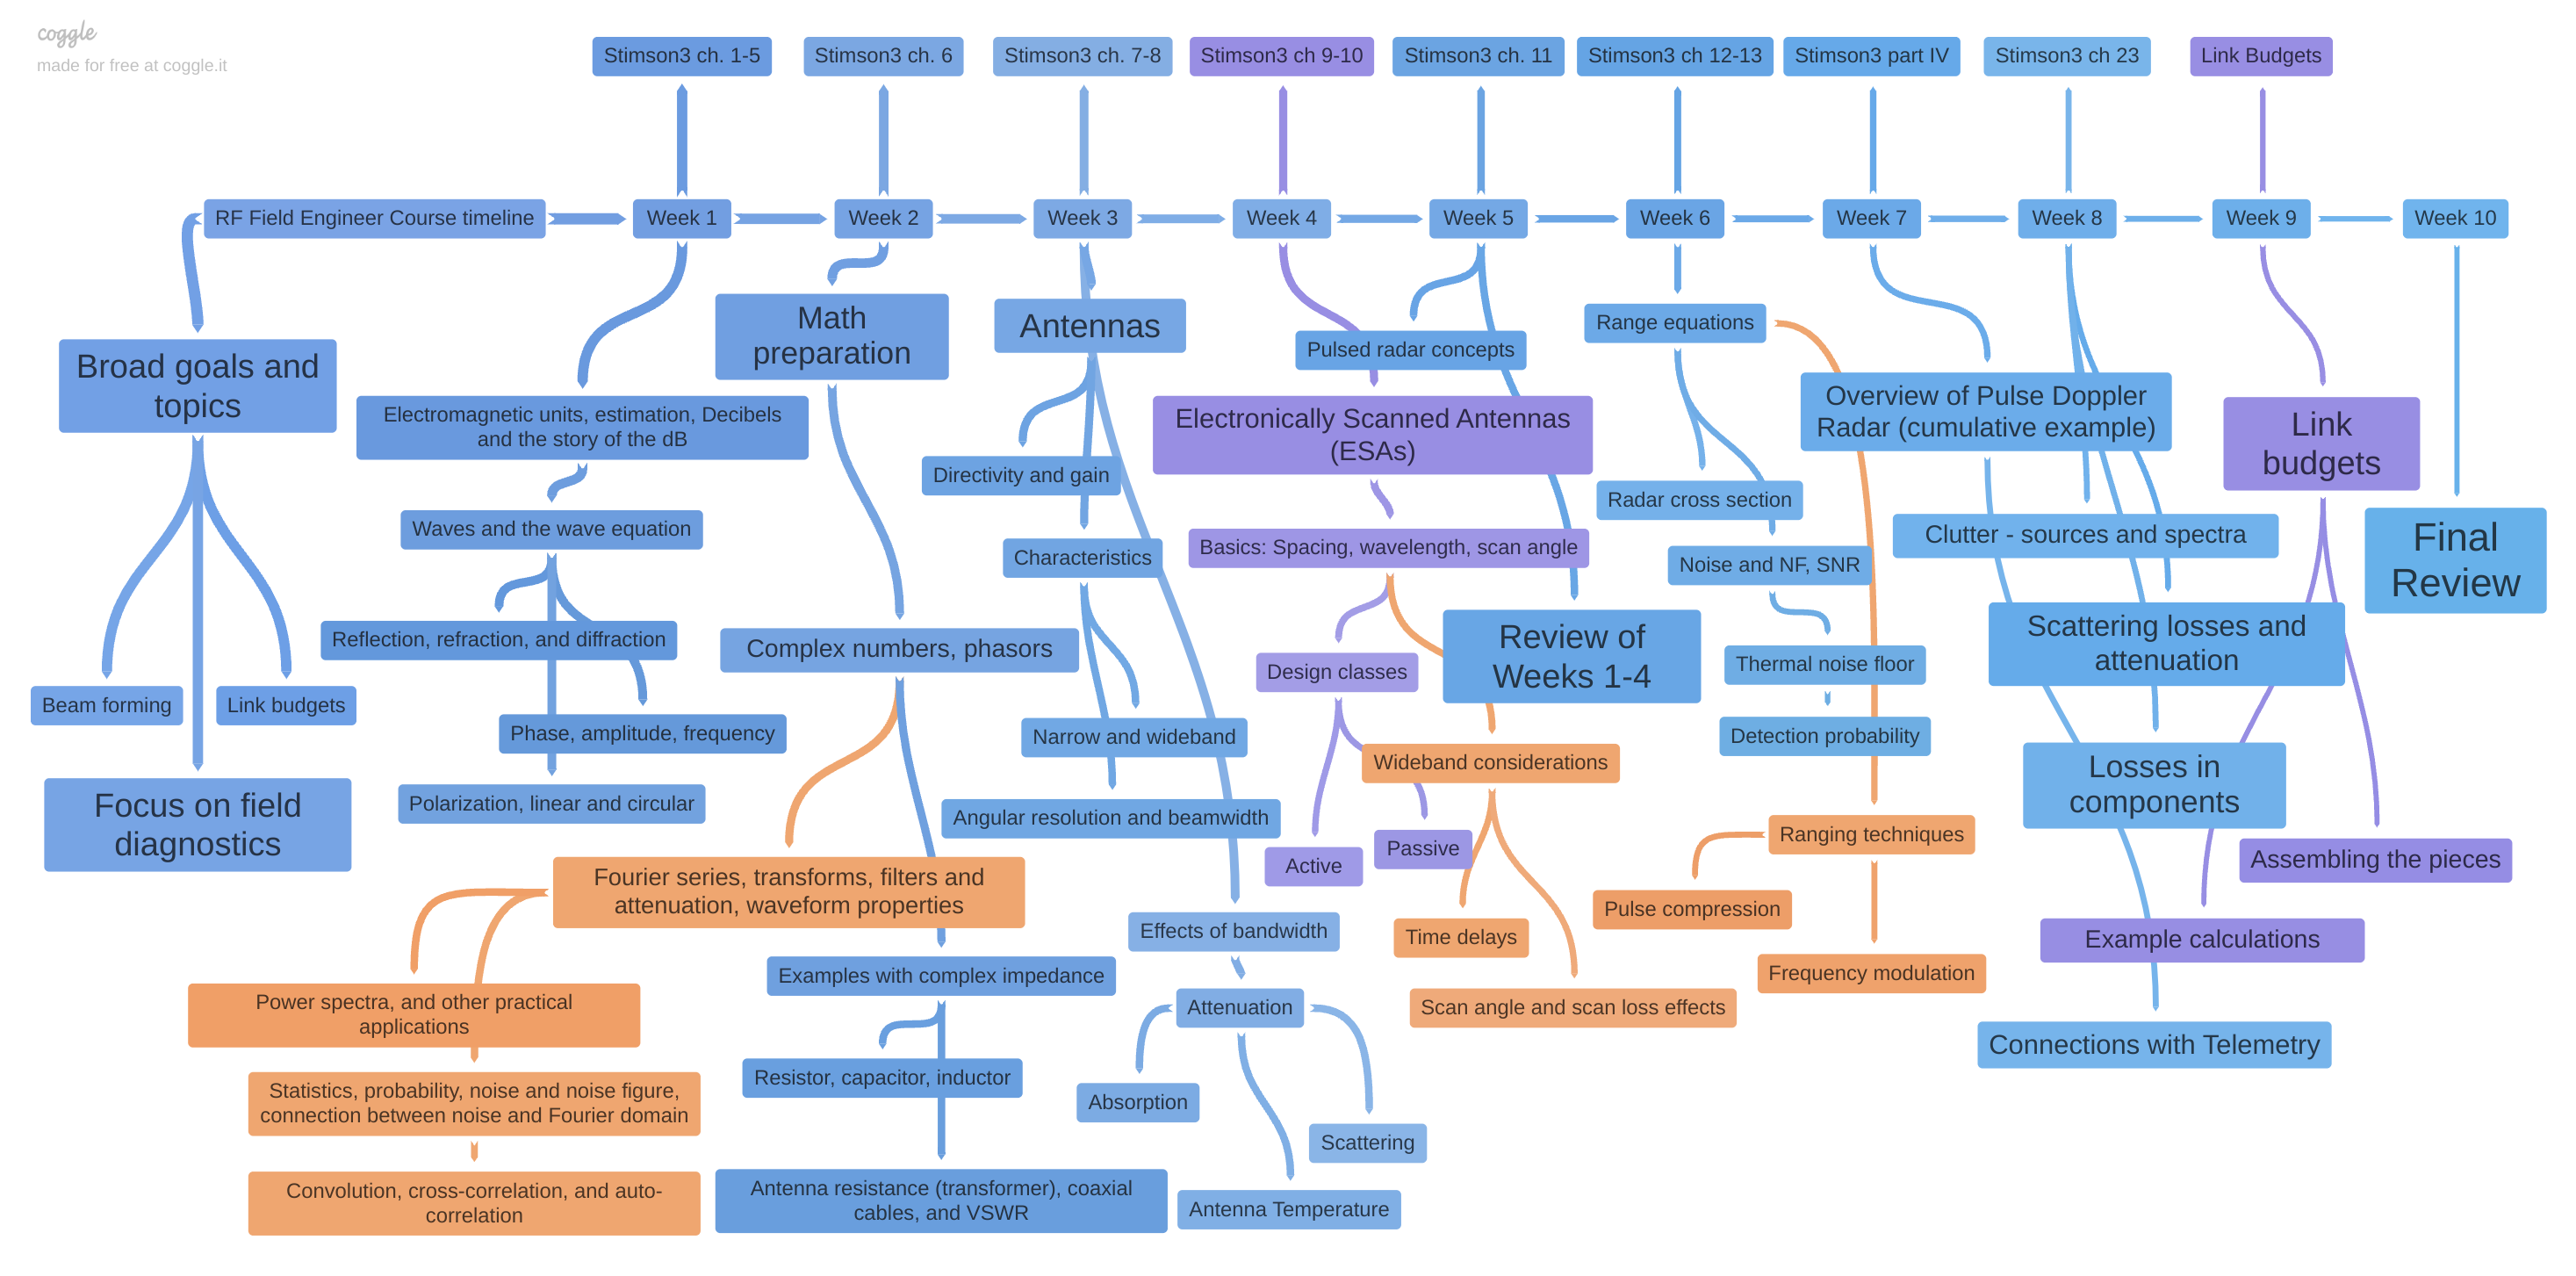 coggle
made for free at coggle.it
Stimson3 ch. 1-5
Stimson3 ch. 6
Stimson3 ch. 7-8
Stimson3 ch 9-10
Stimson3 ch. 11
Stimson3 ch 12-13
Stimson3 part IV
Stimson3 ch 23
Link Budgets
RF Field Engineer Course timeline
Week 1
Week 2
Week 3
Week 4
Week 5
Week 6
Week 7
Week 8
Week 9
Week 10
Broad goals and
topics
Beam forming
Link budgets
Focus on field
diagnostics
Electromagnetic units, estimation, Decibels
and the story of the dB
Waves and the wave equation
Reflection, refraction, and diffraction
Phase, amplitude, frequency
Polarization, linear and circular
Math
preparation
Complex numbers, phasors
Fourier series, transforms, filters and
attenuation, waveform properties
Power spectra, and other practical
applications
Statistics, probability, noise and noise figure,
connection between noise and Fourier domain
Convolution, cross-correlation, and auto-
correlation
Examples with complex impedance
Resistor, capacitor, inductor
Antenna resistance (transformer), coaxial
cables, and VSWR
Antennas
Directivity and gain
Characteristics
Narrow and wideband
Angular resolution and beamwidth
Effects of bandwidth
Attenuation
Absorption
Scattering
Antenna Temperature
Electronically Scanned Antennas
(ESAs)
Basics: Spacing, wavelength, scan angle
Design classes
Active
Passive
Wideband considerations
Time delays
Scan angle and scan loss effects
Pulsed radar concepts
Review of
Weeks 1-4
Range equations
Radar cross section
Noise and NF, SNR
Thermal noise floor
Detection probability
Ranging techniques
Pulse compression
Frequency modulation
Overview of Pulse Doppler
Radar (cumulative example)
Clutter - sources and spectra
Scattering losses and
attenuation
Losses in
components
Connections with Telemetry
Link
budgets
Assembling the pieces
Example calculations
Final
Review